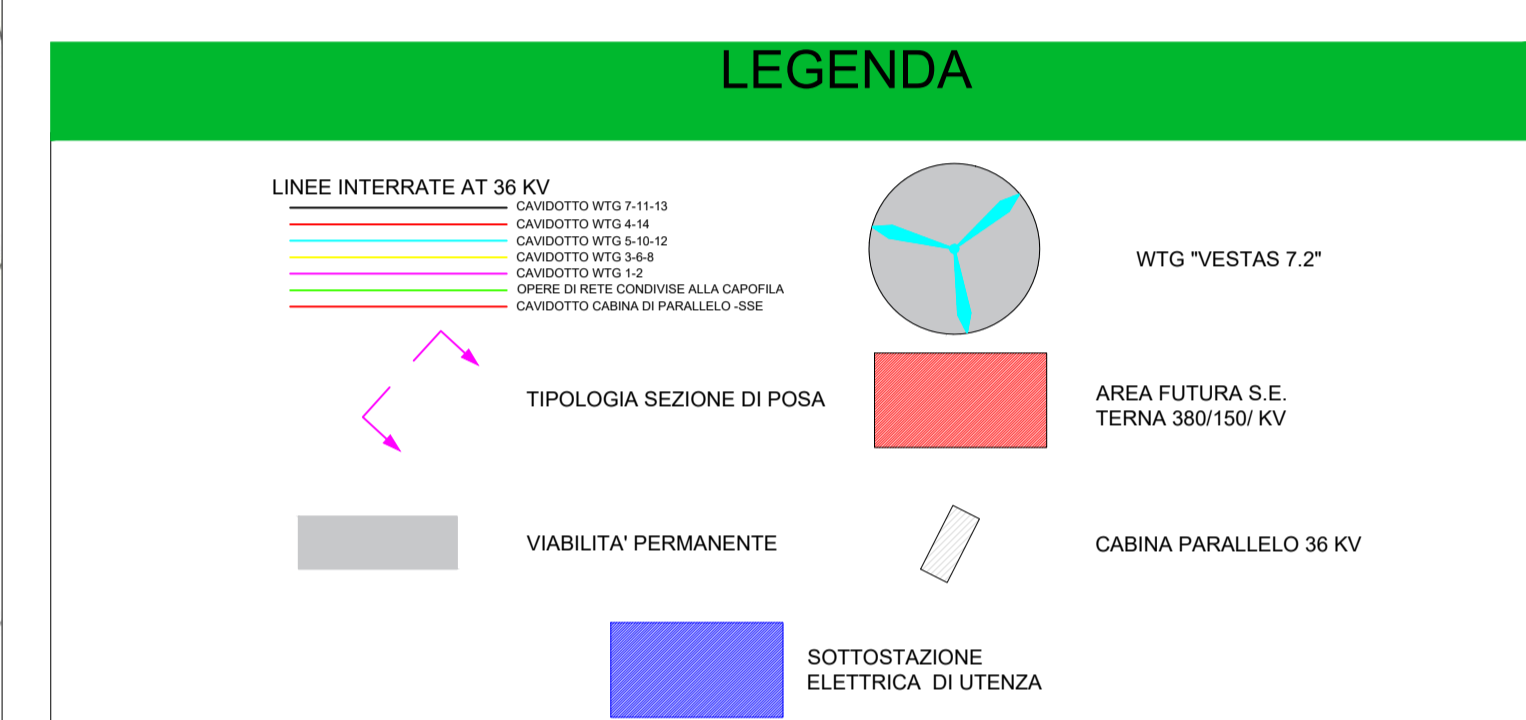 LEGENDA
LINEE INTERRATE AT 36 KV
CAVIDOTTO WTG 7-11-13
CAVIDOTTO WTG 4-14
CAVIDOTTO WTG 5-10-12
CAVIDOTTO WTG 3-6-8
CAVIDOTTO WTG 1-2
OPERE DI RETE CONDIVISE ALLA CAPOFILA
CAVIDOTTO CABINA DI PARALLELO -SSE
WTG "VESTAS 7.2"
TIPOLOGIA SEZIONE DI POSA
AREA FUTURA S.E.
TERNA 380/150/ KV
VIABILITA' PERMANENTE
CABINA PARALLELO 36 KV
SOTTOSTAZIONE
ELETTRICA DI UTENZA